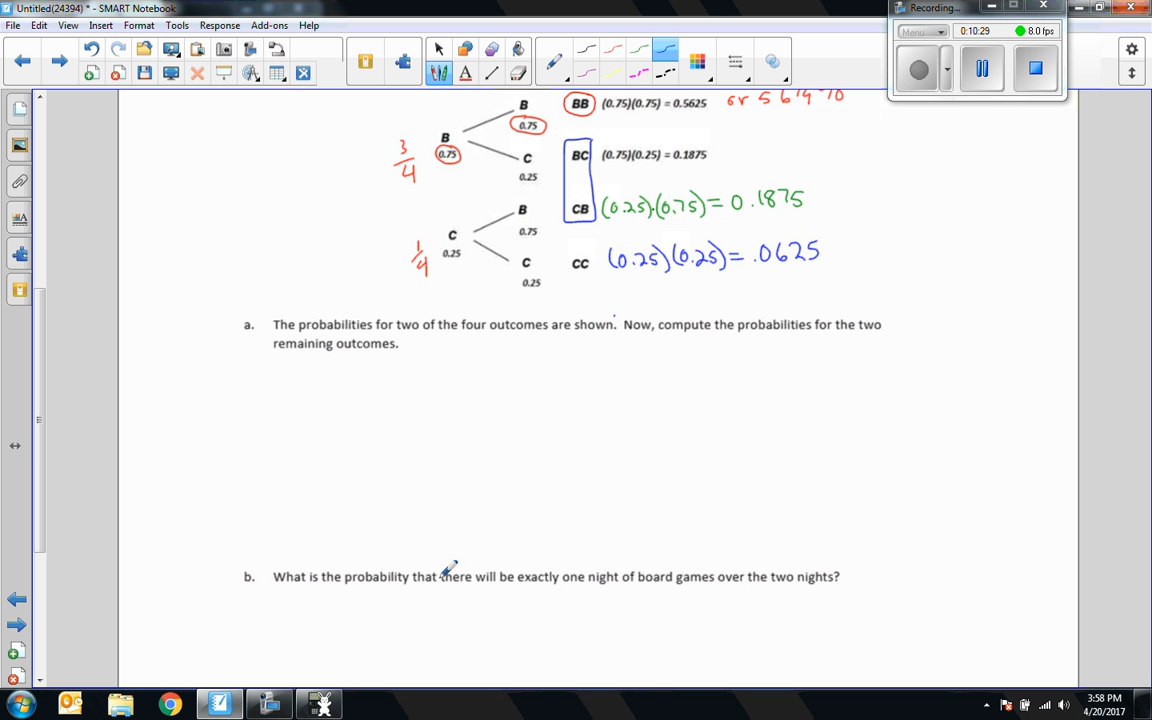 Untitled(24394) * - SMART Notebook
Recording...
File Edit View Insert Format Tools Response Add-ons Help
Menu
0:10:29
8.0 fps
B
0.75
BB
(0.75)(0.75) = 0.5625
or 56
3/4
B
0.75
C
0.25
BC
(0.75)(0.25) = 0.1875
B
0.75
CB
(0.25)·(0.75) = 0.1875
1/4
C
0.25
C
0.25
CC
(0.25)(0.25) = .0625
a. The probabilities for two of the four outcomes are shown. Now, compute the probabilities for the two
remaining outcomes.
b. What is the probability that there will be exactly one night of board games over the two nights?
3:58 PM
4/20/2017